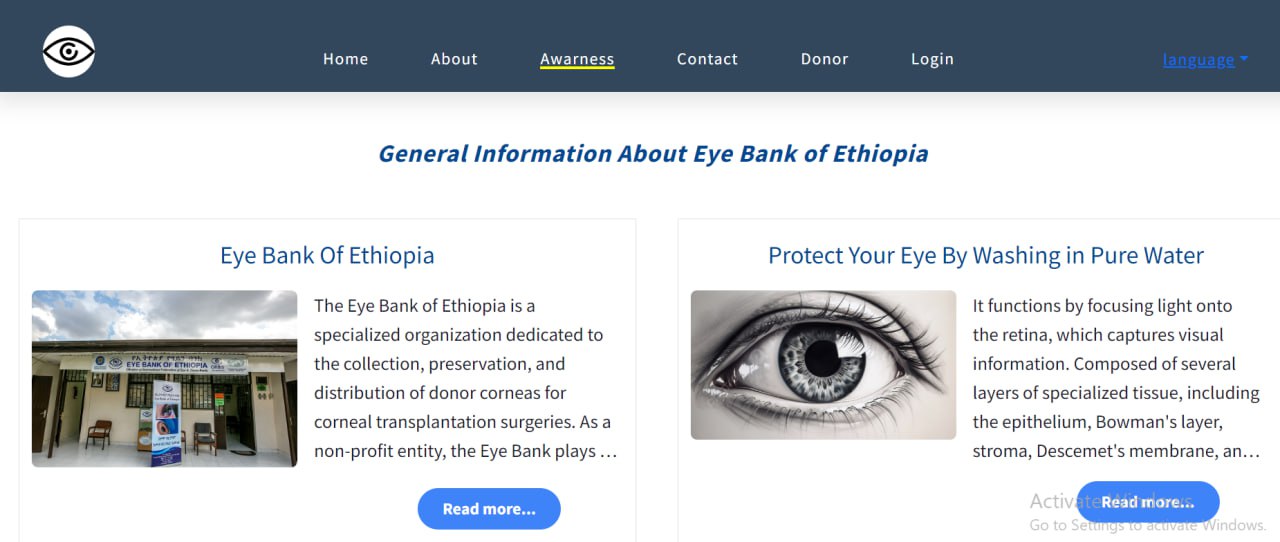 Home About Awarness Contact Donor Login language
General Information About Eye Bank of Ethiopia
Eye Bank Of Ethiopia
EYE BANK OF ETHIOPIA
The Eye Bank of Ethiopia is a
specialized organization dedicated to
the collection, preservation, and
distribution of donor corneas for
corneal transplantation surgeries. As a
non-profit entity, the Eye Bank plays ...
Read more...
Protect Your Eye By Washing in Pure Water
It functions by focusing light onto
the retina, which captures visual
information. Composed of several
layers of specialized tissue, including
the epithelium, Bowman's layer,
stroma, Descemet's membrane, an...
Read more...
Activate Windows
Go to Settings to activate Windows.